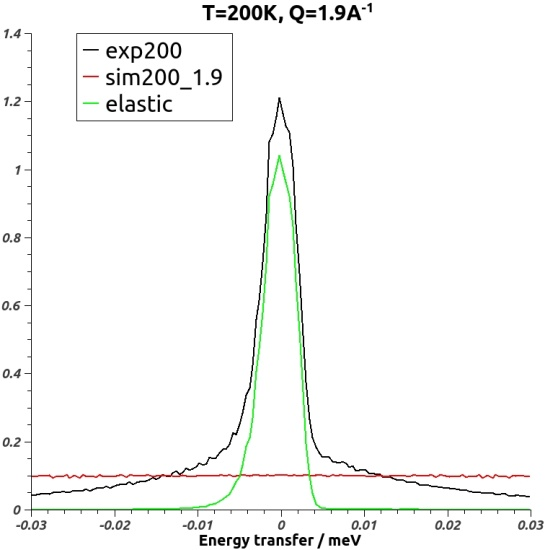 T=200K, Q=1.9A-1
1.4
exp200
sim200_1.9
elastic
1.2
1
0.8
0.6
0.4
0.2
0
-0.03 -0.02 -0.01 0 0.01 0.02 0.03
Energy transfer / meV